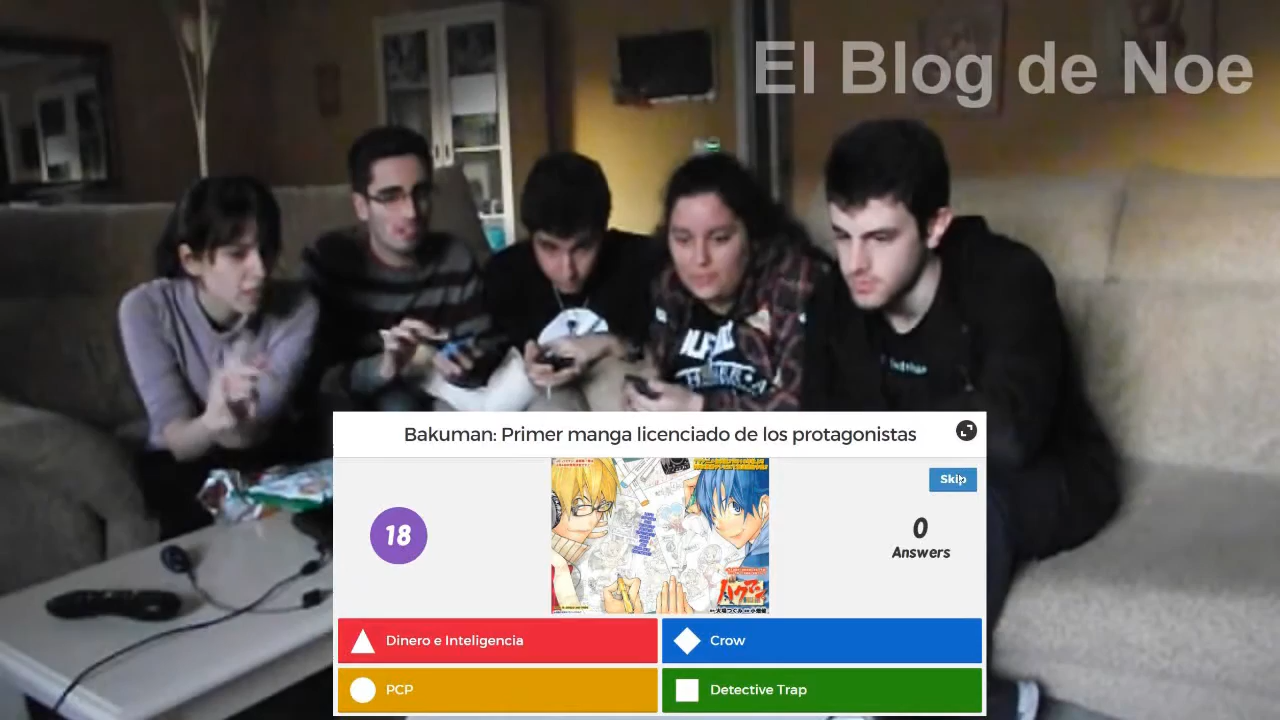 El Blog de Noe
Bakuman: Primer manga licenciado de los protagonistas
Skip
18
0
Answers
Dinero e Inteligencia
Crow
PCP
Detective Trap